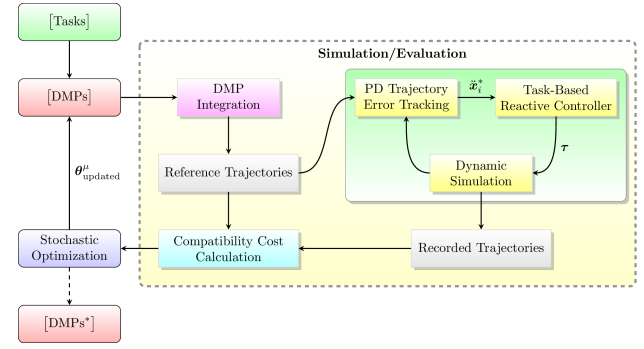 [Tasks]
Simulation/Evaluation
[DMPs]
DMP
Integration
PD Trajectory
Error Tracking
ẍ*ᵢ
Task-Based
Reactive Controller
τ
θ^μ_updated
Reference Trajectories
Dynamic
Simulation
Stochastic
Optimization
Compatibility Cost
Calculation
Recorded Trajectories
[DMPs*]